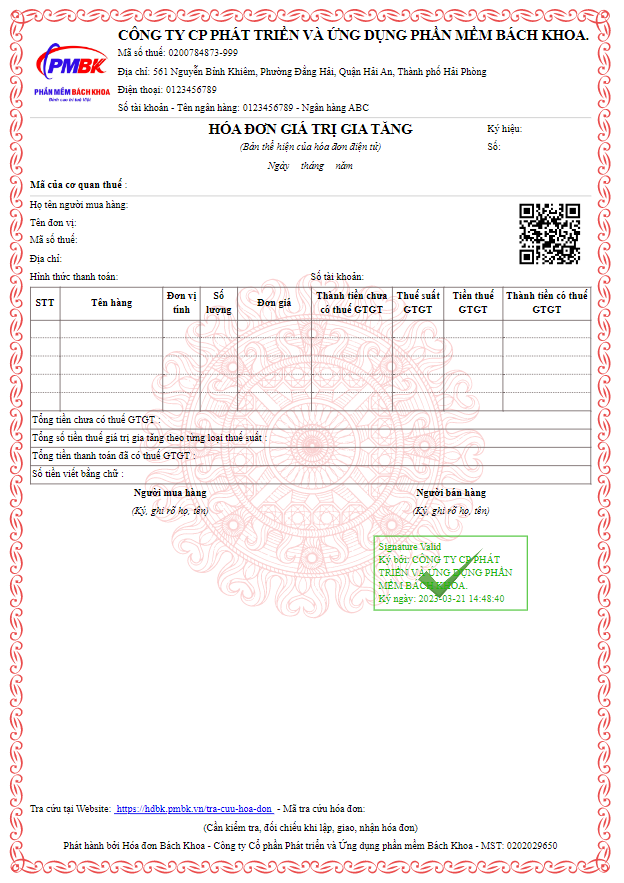 CÔNG TY CP PHÁT TRIỂN VÀ ỨNG DỤNG PHẦN MỀM BÁCH KHOA.
Mã số thuế: 0200784873-999
Địa chỉ: 561 Nguyễn Bỉnh Khiêm, Phường Đằng Hải, Quận Hải An, Thành phố Hải Phòng
Điện thoại: 0123456789
Số tài khoản - Tên ngân hàng: 0123456789 - Ngân hàng ABC
PMBK
PHẦN MỀM BÁCH KHOA
Đỉnh cao trí tuệ Việt
HÓA ĐƠN GIÁ TRỊ GIA TĂNG
Ký hiệu:
(Bản thể hiện của hóa đơn điện tử)
Số:
Ngày tháng năm
Mã của cơ quan thuế :
Họ tên người mua hàng:
Tên đơn vị:
Mã số thuế:
Địa chỉ:
Hình thức thanh toán: Số tài khoản:
STT
Tên hàng
Đơn vị
tính
Số
lượng
Đơn giá
Thành tiền chưa
có thuế GTGT
Thuế suất
GTGT
Tiền thuế
GTGT
Thành tiền có thuế
GTGT
Tổng tiền chưa có thuế GTGT :
Tổng số tiền thuế giá trị gia tăng theo từng loại thuế suất :
Tổng tiền thanh toán đã có thuế GTGT :
Số tiền viết bằng chữ :
Người mua hàng Người bán hàng
(Ký, ghi rõ họ, tên) (Ký, ghi rõ họ, tên)
Signature Valid
Ký bởi: CÔNG TY CP PHÁT
TRIỂN VÀ ỨNG DỤNG PHẦN
MỀM BÁCH KHOA.
Ký ngày: 2023-03-21 14:48:40
Tra cứu tại Website: https://hdbk.pmbk.vn/tra-cuu-hoa-don - Mã tra cứu hóa đơn:
(Cần kiểm tra, đối chiếu khi lập, giao, nhận hóa đơn)
Phát hành bởi Hóa đơn Bách Khoa - Công ty Cổ phần Phát triển và Ứng dụng phần mềm Bách Khoa - MST: 0202029650